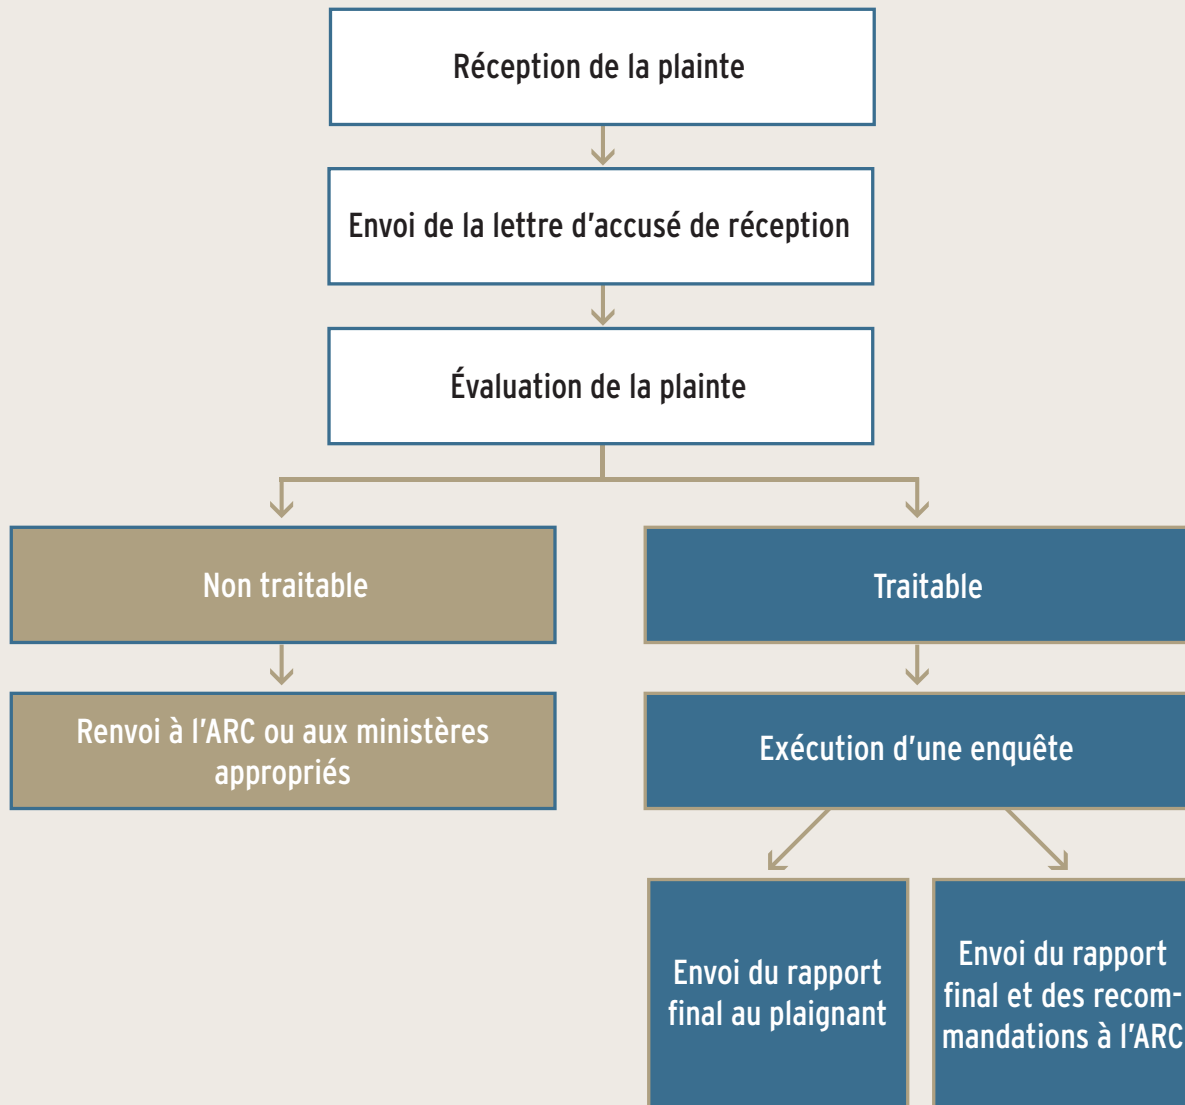 Réception de la plainte
Envoi de la lettre d’accusé de réception
Évaluation de la plainte
Non traitable
Traitable
Renvoi à l’ARC ou aux ministères
appropriés
Exécution d’une enquête
Envoi du rapport
final au plaignant
Envoi du rapport
final et des recom-
mandations à l’ARC